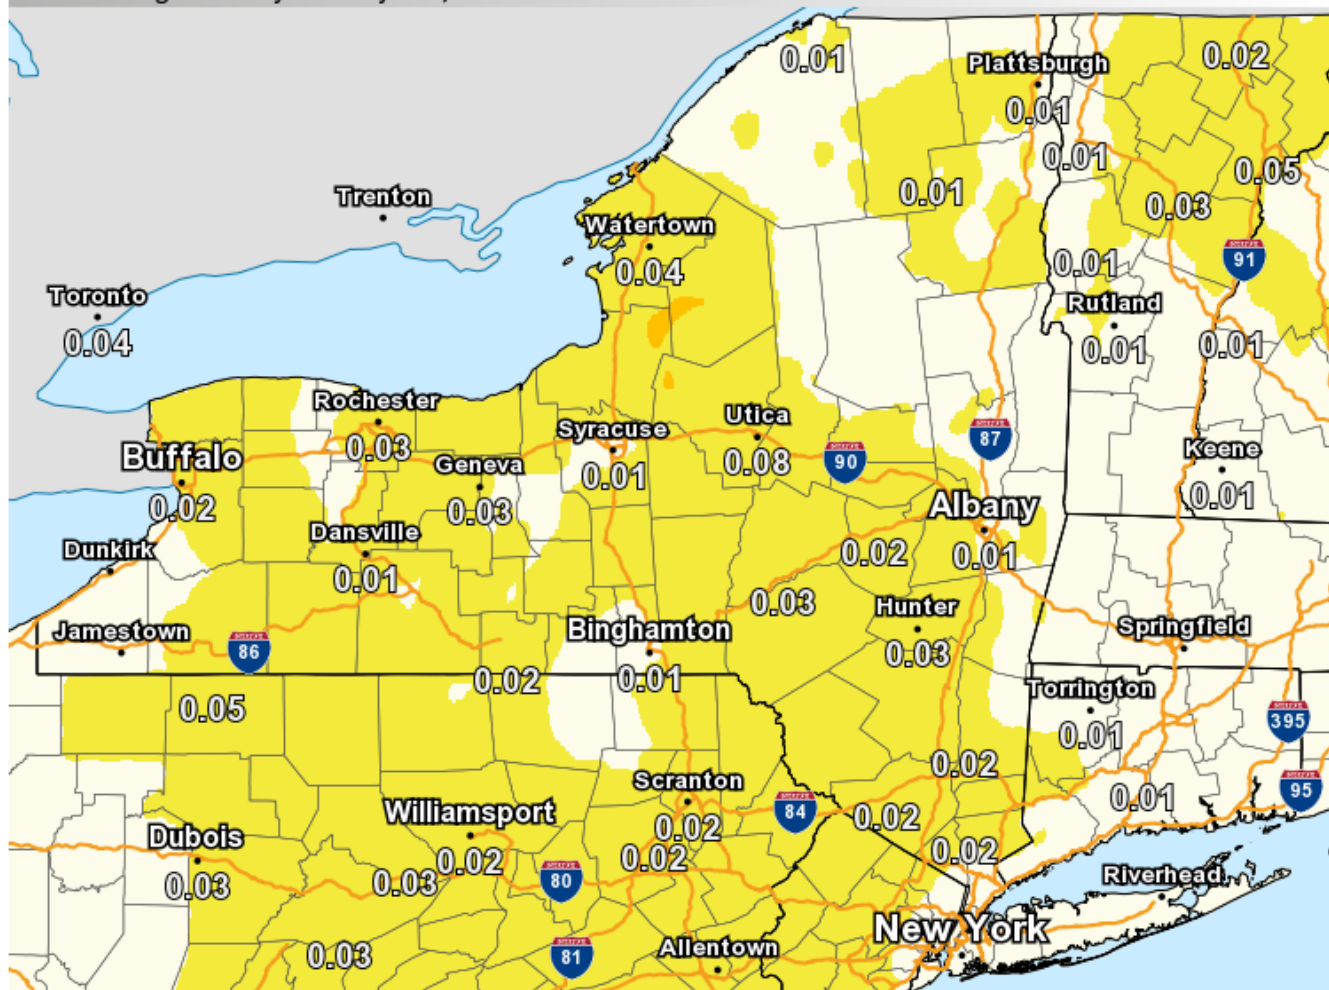 0.01
0.02
Plattsburgh
0.01
0.01
0.05
0.01
0.03
Trenton
Watertown
0.04
0.01
91
Toronto
0.04
Rutland
0.01
0.01
Rochester
0.03
Utica
0.08
Syracuse
0.01
87
90
Buffalo
0.02
Geneva
0.03
Keene
0.01
Albany
0.01
Dunkirk
Dansville
0.01
0.02
0.03
Hunter
0.03
Jamestown
86
Binghamton
0.01
Springfield
0.02
0.05
Torrington
0.01
395
0.02
Scranton
0.02
84
0.01
95
Williamsport
0.02
0.02
0.02
Dubois
0.03
0.03
80
0.02
Riverhead
New York
0.03
81
Allentown